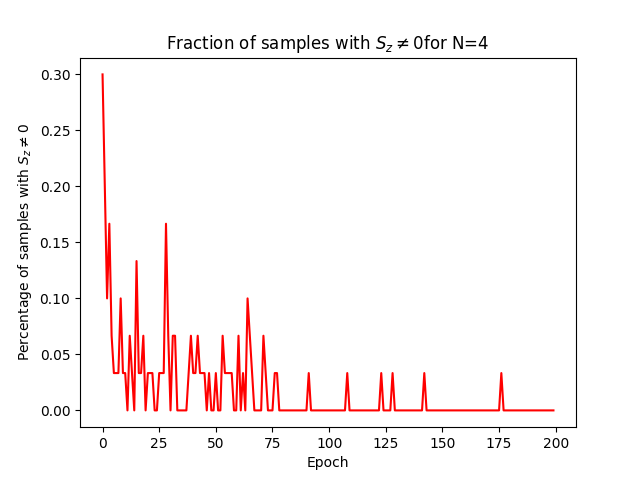 Fraction of samples with $S_z \neq 0$for N=4
Percentage of samples with $S_z \neq 0$
0.30
0.25
0.20
0.15
0.10
0.05
0.00
0 25 50 75 100 125 150 175 200
Epoch